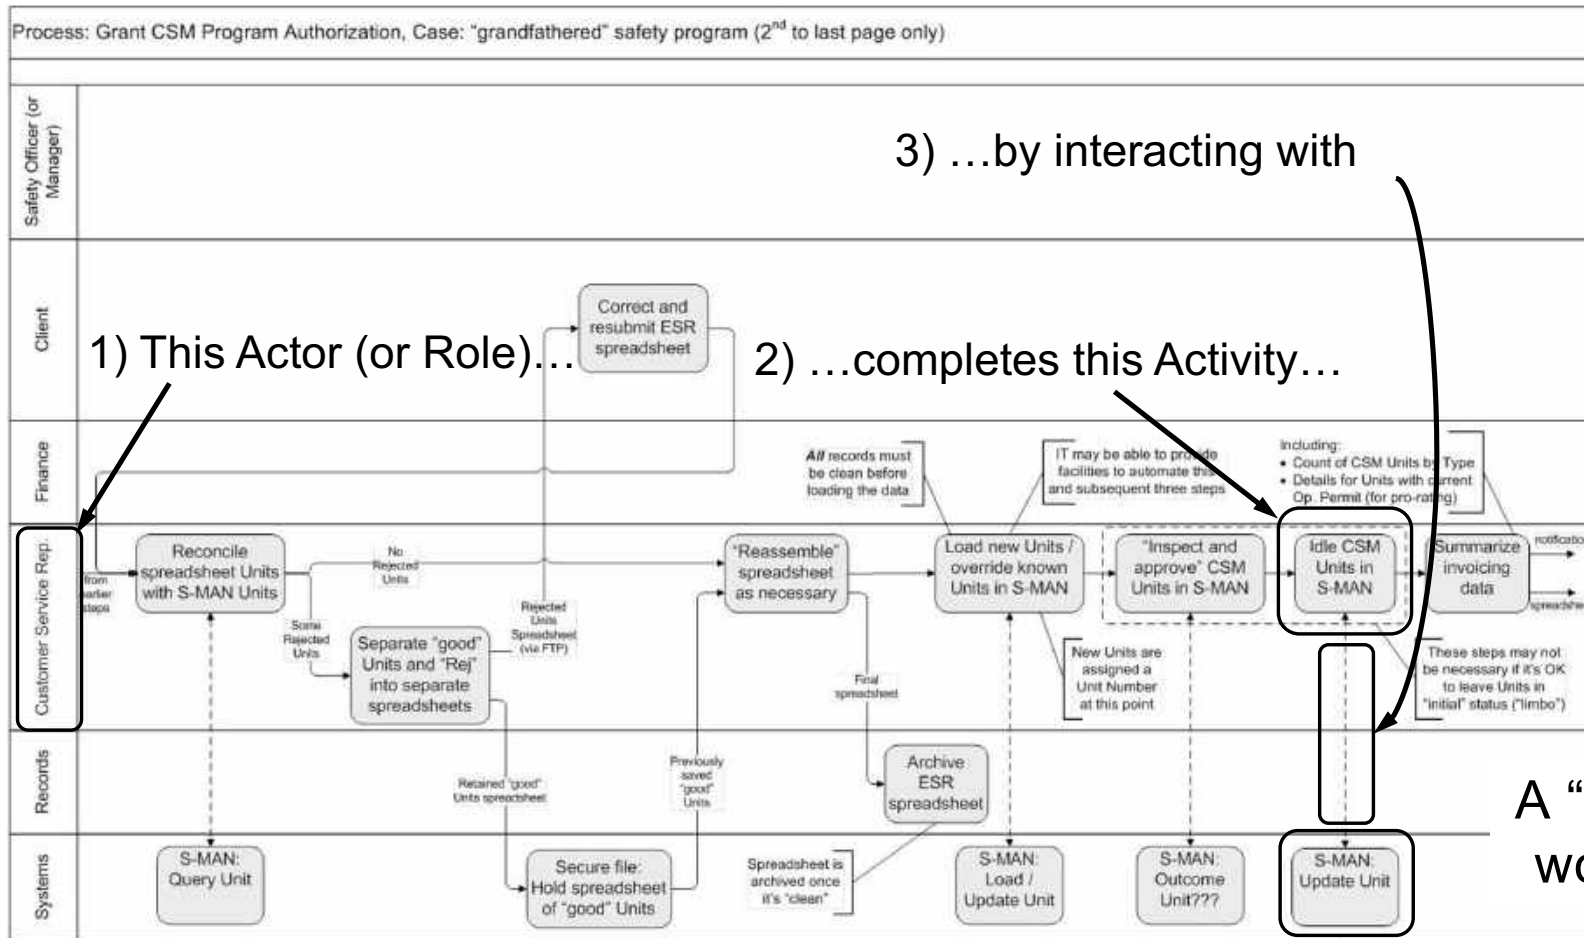 Process: Grant CSM Program Authorization, Case: “grandfathered” safety program (2nd to last page only)
Safety Officer (or
Manager)
3) …by interacting with
Client
Correct and
resubmit ESR
spreadsheet
1) This Actor (or Role)…
2) …completes this Activity…
Finance
All records must
be clean before
loading the data
IT may be able to provide
facilities to automate this
and subsequent three steps
Including:
• Count of CSM Units by Type
• Details for Units with current
Op. Permit (for pro-rating)
Customer Service Rep.
from
earlier
steps
Reconcile
spreadsheet Units
with S-MAN Units
No
Rejected
Units
Some
Rejected
Units
Separate “good”
Units and “Rej”
into separate
spreadsheets
Rejected
Units
Spreadsheet
(via FTP)
“Reassemble”
spreadsheet
as necessary
Load new Units /
override known
Units in S-MAN
“Inspect and
approve” CSM
Units in S-MAN
Idle CSM
Units in
S-MAN
Summarize
invoicing
data
notification
spreadsheet
Final
spreadsheet
New Units are
assigned a
Unit Number
at this point
These steps may not
be necessary if it's OK
to leave Units in
“initial” status (“limbo”)
Records
Retained “good”
Units spreadsheet
Previously
saved
“good”
Units
Archive
ESR
spreadsheet
A “
wo
Systems
S-MAN:
Query Unit
Secure file:
Hold spreadsheet
of “good” Units
Spreadsheet is
archived once
it's “clean”
S-MAN:
Load /
Update Unit
S-MAN:
Outcome
Unit???
S-MAN:
Update Unit